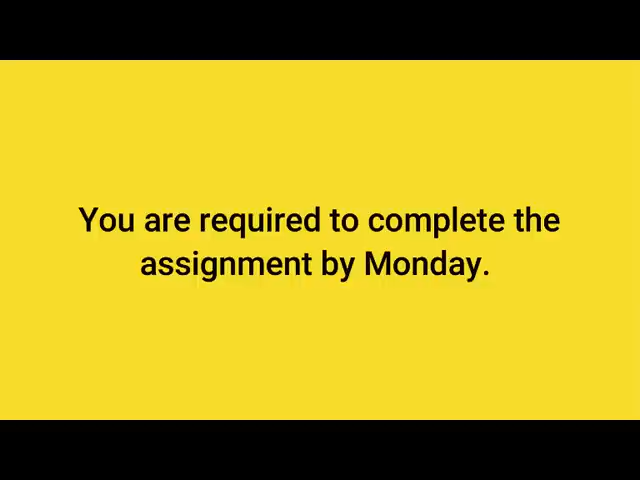 You are required to complete the
assignment by Monday.